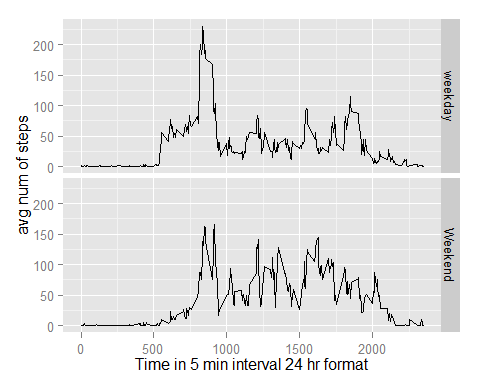 200
150
100
50
0
weekday
200
150
100
50
0
Weekend
avg num of steps
0 500 1000 1500 2000
Time in 5 min interval 24 hr format